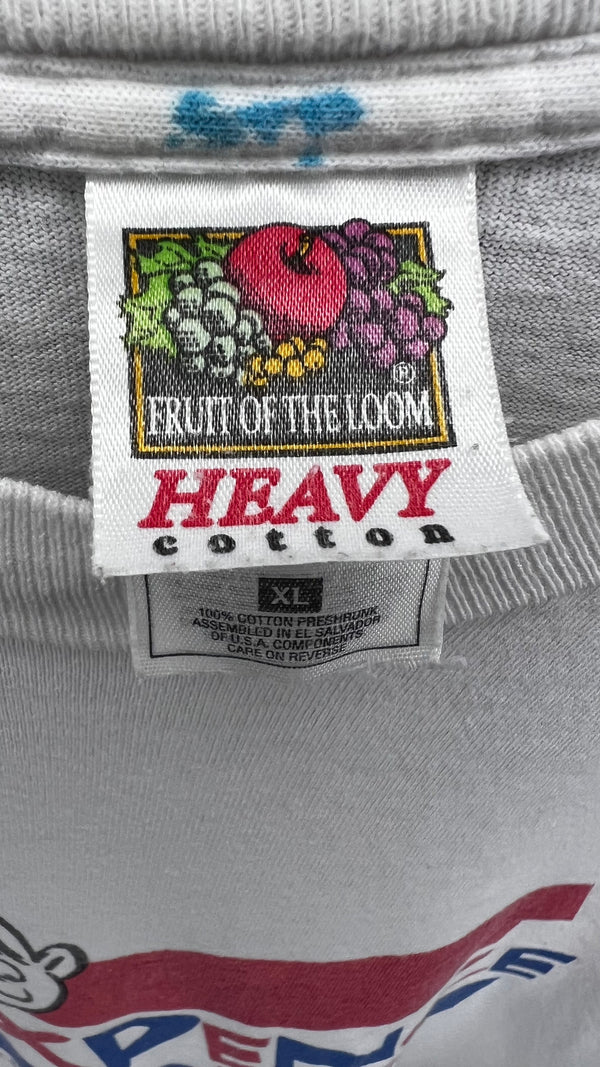 ®
FRUIT OF THE LOOM
HEAVY
cotton
XL
100% COTTON PRESHRUNK
ASSEMBLED IN EL SALVADOR
OF U.S.A. COMPONENTS
CARE ON REVERSE